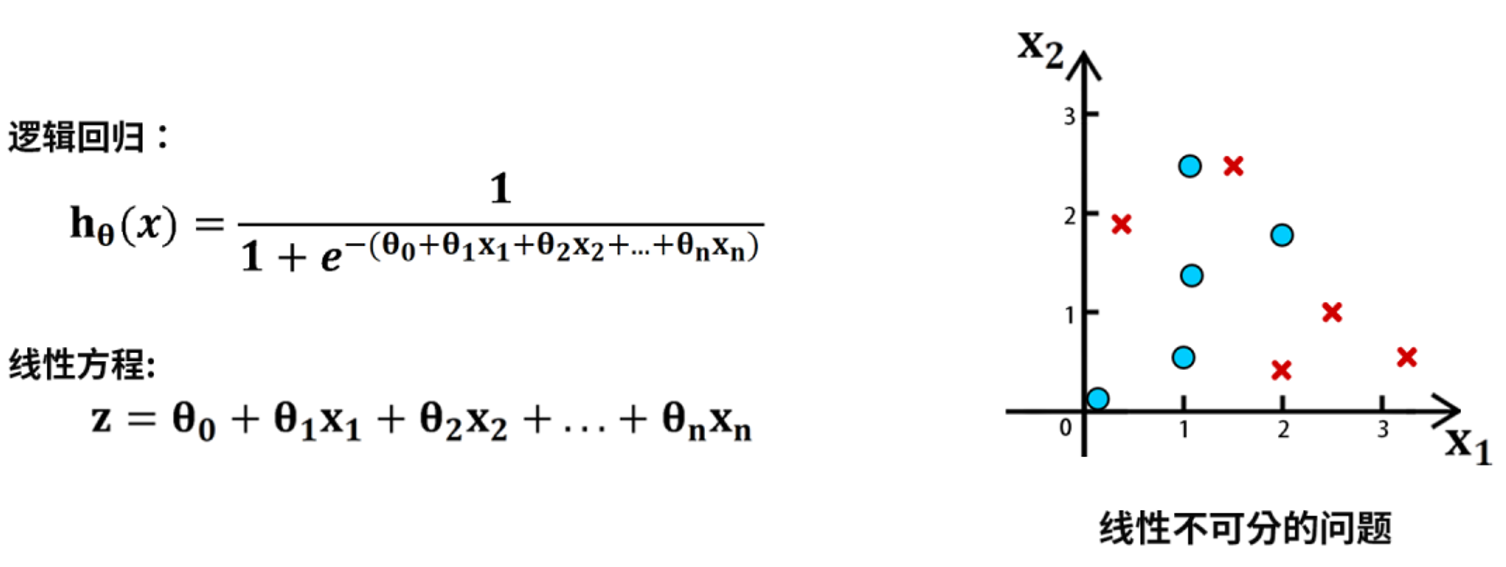 逻辑回归：
hθ(x) = 1 / (1 + e^−(θ0+θ1x1+θ2x2+...+θnxn))
线性方程:
z = θ0 + θ1x1 + θ2x2 + ... + θnxn
x2
3
2
1
0 1 2 3
x1
线性不可分的问题